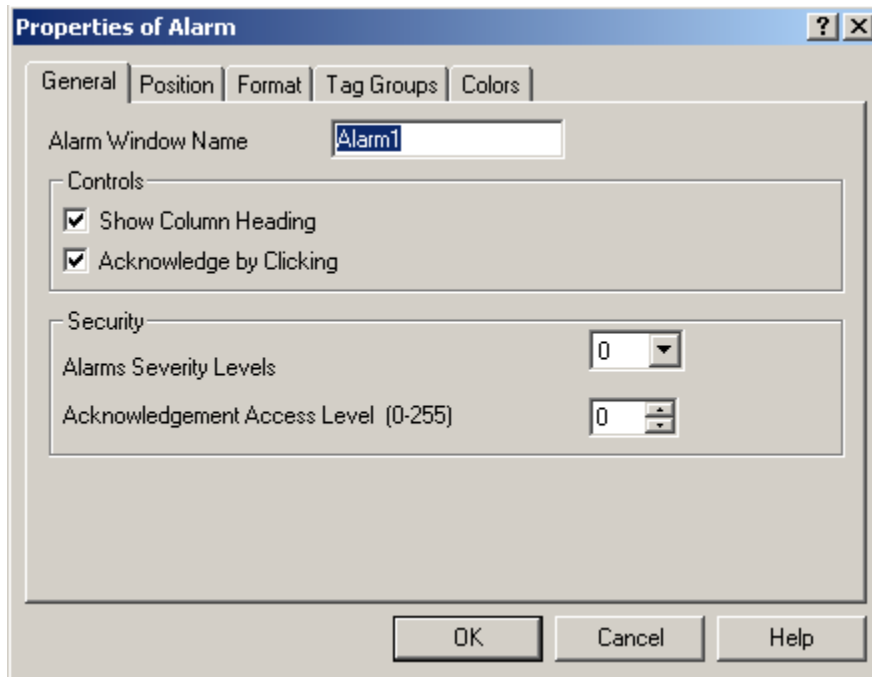 Properties of Alarm
General Position Format Tag Groups Colors
Alarm Window Name Alarm1
Controls
Show Column Heading
Acknowledge by Clicking
Security
Alarms Severity Levels 0
Acknowledgement Access Level (0-255) 0
OK Cancel Help